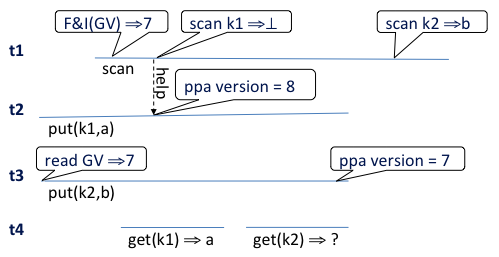 F&I(GV) ⇒7
scan k1 ⇒⊥
scan k2 ⇒b
t1
scan
help
ppa version = 8
t2
put(k1,a)
read GV ⇒7
ppa version = 7
t3
put(k2,b)
t4
get(k1) ⇒ a
get(k2) ⇒ ?